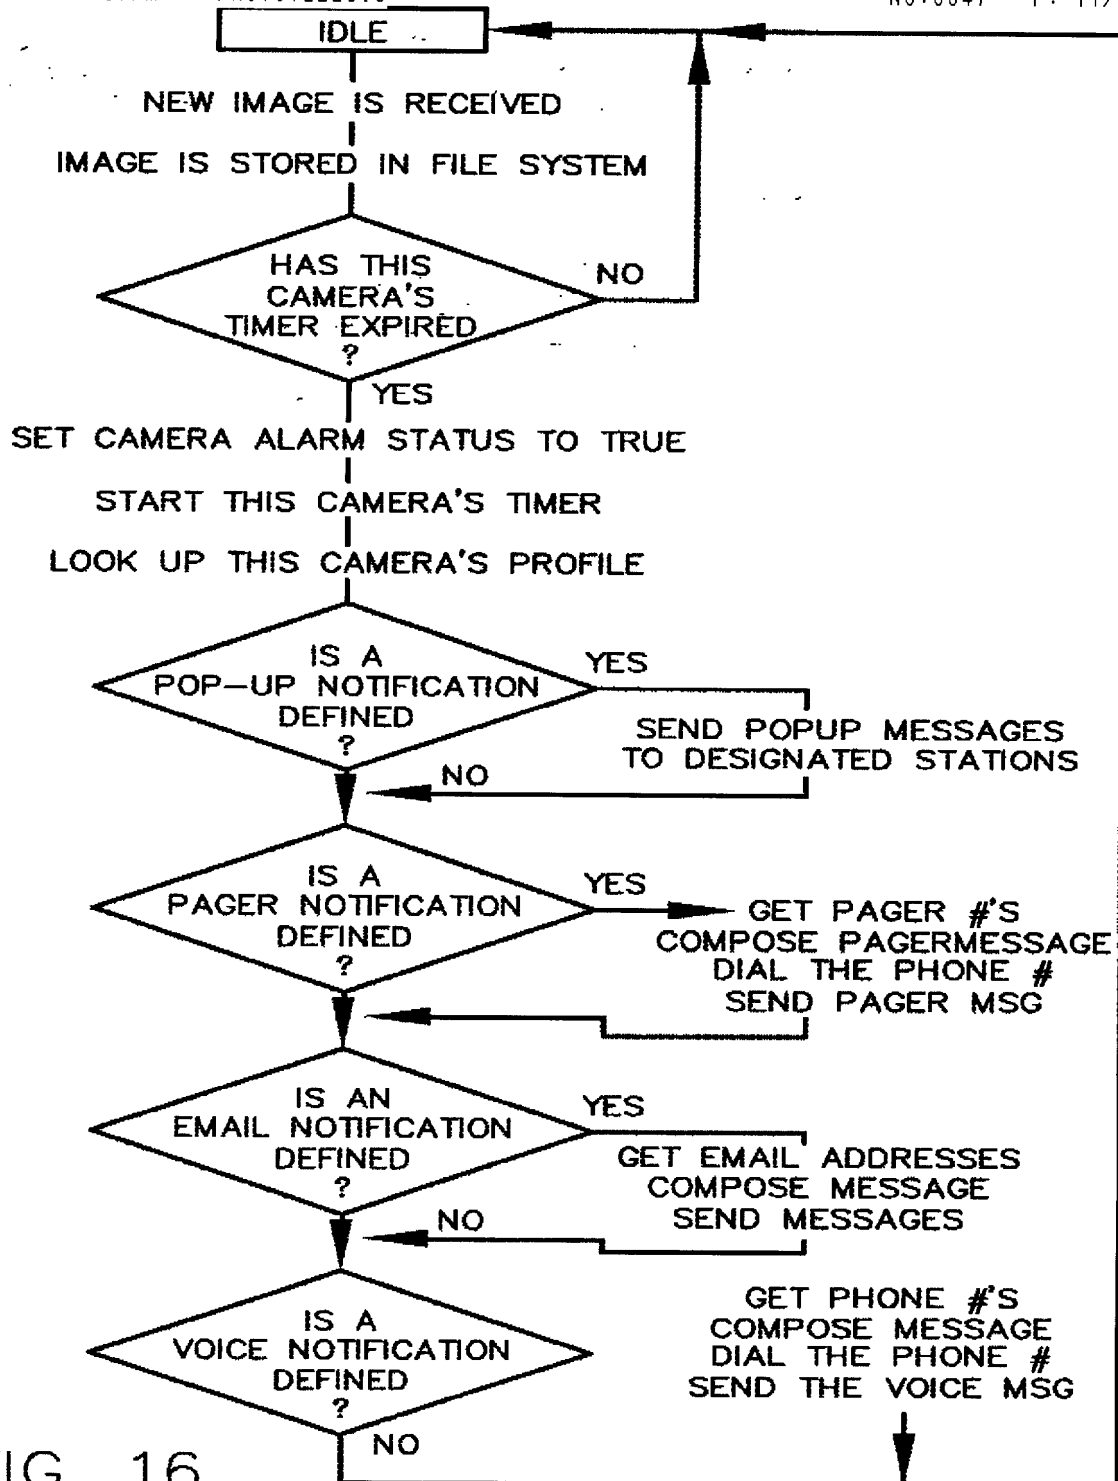 IDLE
NEW IMAGE IS RECEIVED
IMAGE IS STORED IN FILE SYSTEM
HAS THIS
CAMERA'S
TIMER EXPIRED
?
NO
YES
SET CAMERA ALARM STATUS TO TRUE
START THIS CAMERA'S TIMER
LOOK UP THIS CAMERA'S PROFILE
IS A
POP-UP NOTIFICATION
DEFINED
?
YES
SEND POPUP MESSAGES
TO DESIGNATED STATIONS
NO
IS A
PAGER NOTIFICATION
DEFINED
?
YES
GET PAGER #'S
COMPOSE PAGERMESSAGE
DIAL THE PHONE #
SEND PAGER MSG
IS AN
EMAIL NOTIFICATION
DEFINED
?
YES
GET EMAIL ADDRESSES
COMPOSE MESSAGE
SEND MESSAGES
NO
IS A
VOICE NOTIFICATION
DEFINED
?
GET PHONE #'S
COMPOSE MESSAGE
DIAL THE PHONE #
SEND THE VOICE MSG
NO
IG. 16